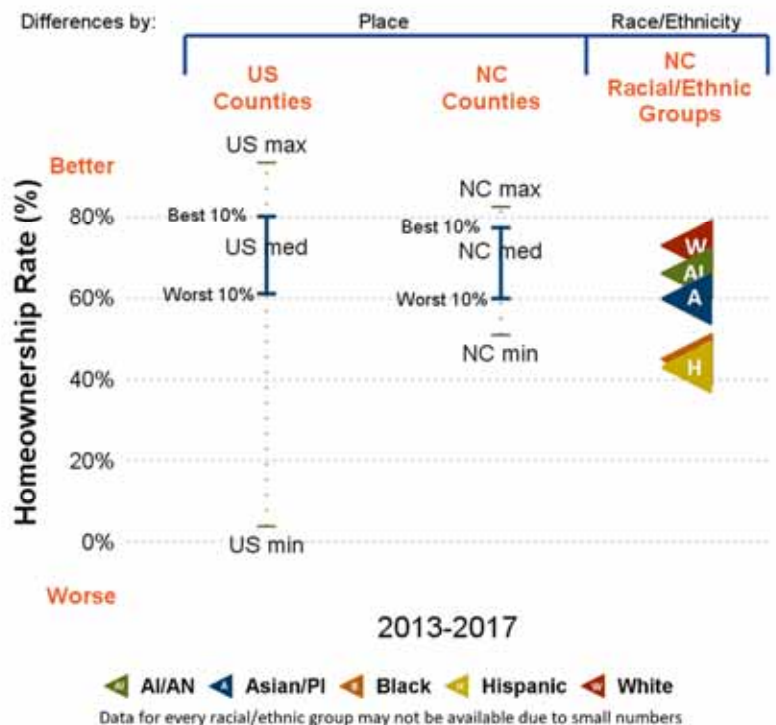 Differences by: Place Race/Ethnicity
US Counties
NC Counties
NC Racial/Ethnic Groups
Better
Homeownership Rate (%)
80%
60%
40%
20%
0%
Worse
US max
Best 10%
US med
Worst 10%
US min
NC max
Best 10%
NC med
Worst 10%
NC min
W
AI
A
H
2013-2017
AI/AN Asian/PI Black Hispanic White
Data for every racial/ethnic group may not be available due to small numbers